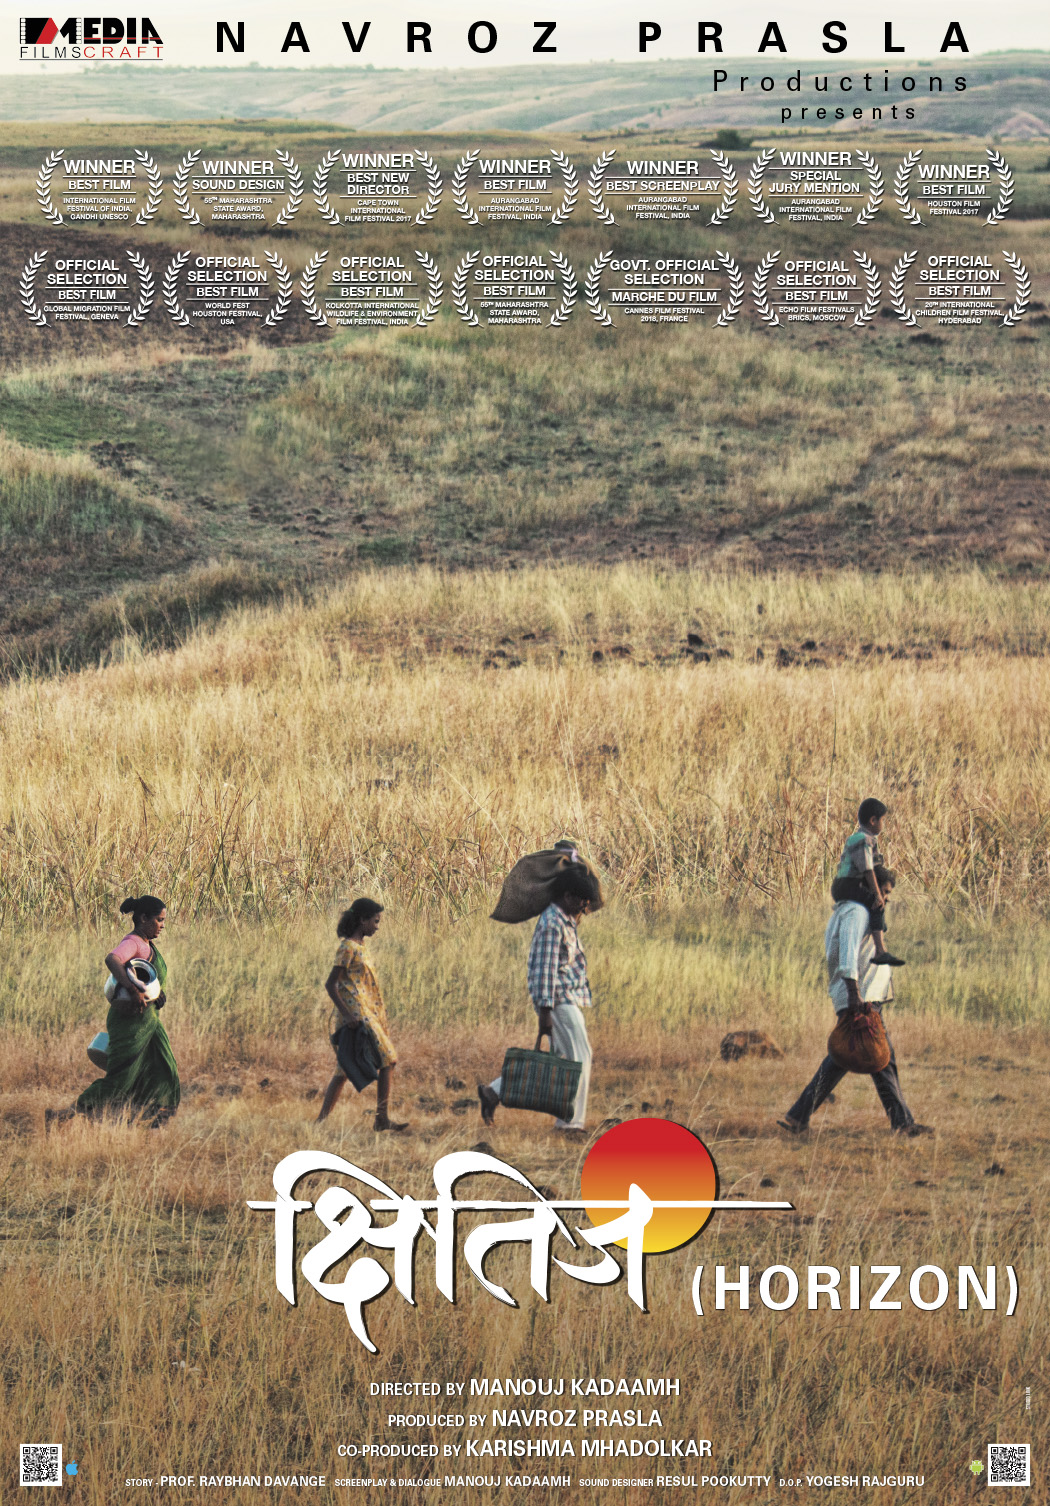 MEDIA
FILMSCRAFT
NAVROZ PRASLA
Productions
presents
WINNER
BEST FILM
INTERNATIONAL FILM
FESTIVAL OF INDIA,
GANDHI UNESCO
WINNER
SOUND DESIGN
55TH MAHARASHTRA
STATE AWARD,
MAHARASHTRA
WINNER
BEST NEW
DIRECTOR
CAPE TOWN
INTERNATIONAL
FILM FESTIVAL 2017
WINNER
BEST FILM
AURANGABAD
INTERNATIONAL FILM
FESTIVAL, INDIA
WINNER
BEST SCREENPLAY
AURANGABAD
INTERNATIONAL FILM
FESTIVAL, INDIA
WINNER
SPECIAL
JURY MENTION
AURANGABAD
INTERNATIONAL FILM
FESTIVAL, INDIA
WINNER
BEST FILM
HOUSTON FILM
FESTIVAL 2017
OFFICIAL
SELECTION
BEST FILM
GLOBAL MIGRATION FILM
FESTIVAL, GENEVA
OFFICIAL
SELECTION
BEST FILM
WORLD FEST
HOUSTON FESTIVAL,
USA
OFFICIAL
SELECTION
BEST FILM
KOLKOTTA INTERNATIONAL
WILDLIFE & ENVIRONMENT
FILM FESTIVAL, INDIA
OFFICIAL
SELECTION
BEST FILM
55TH MAHARASHTRA
STATE AWARD,
MAHARASHTRA
GOVT. OFFICIAL
SELECTION
MARCHE DU FILM
CANNES FILM FESTIVAL
2018, FRANCE
OFFICIAL
SELECTION
BEST FILM
ECHO FILM FESTIVALS
BRICS, MOSCOW
OFFICIAL
SELECTION
BEST FILM
20TH INTERNATIONAL
CHILDREN FILM FESTIVAL,
HYDERABAD
क्षितिज
(HORIZON)
DIRECTED BY MANOUJ KADAAMH
PRODUCED BY NAVROZ PRASLA
CO-PRODUCED BY KARISHMA MHADOLKAR
STORY - PROF. RAYBHAN DAVANGE SCREENPLAY & DIALOGUE MANOUJ KADAAMH SOUND DESIGNER RESUL POOKUTTY D.O.P. YOGESH RAJGURU